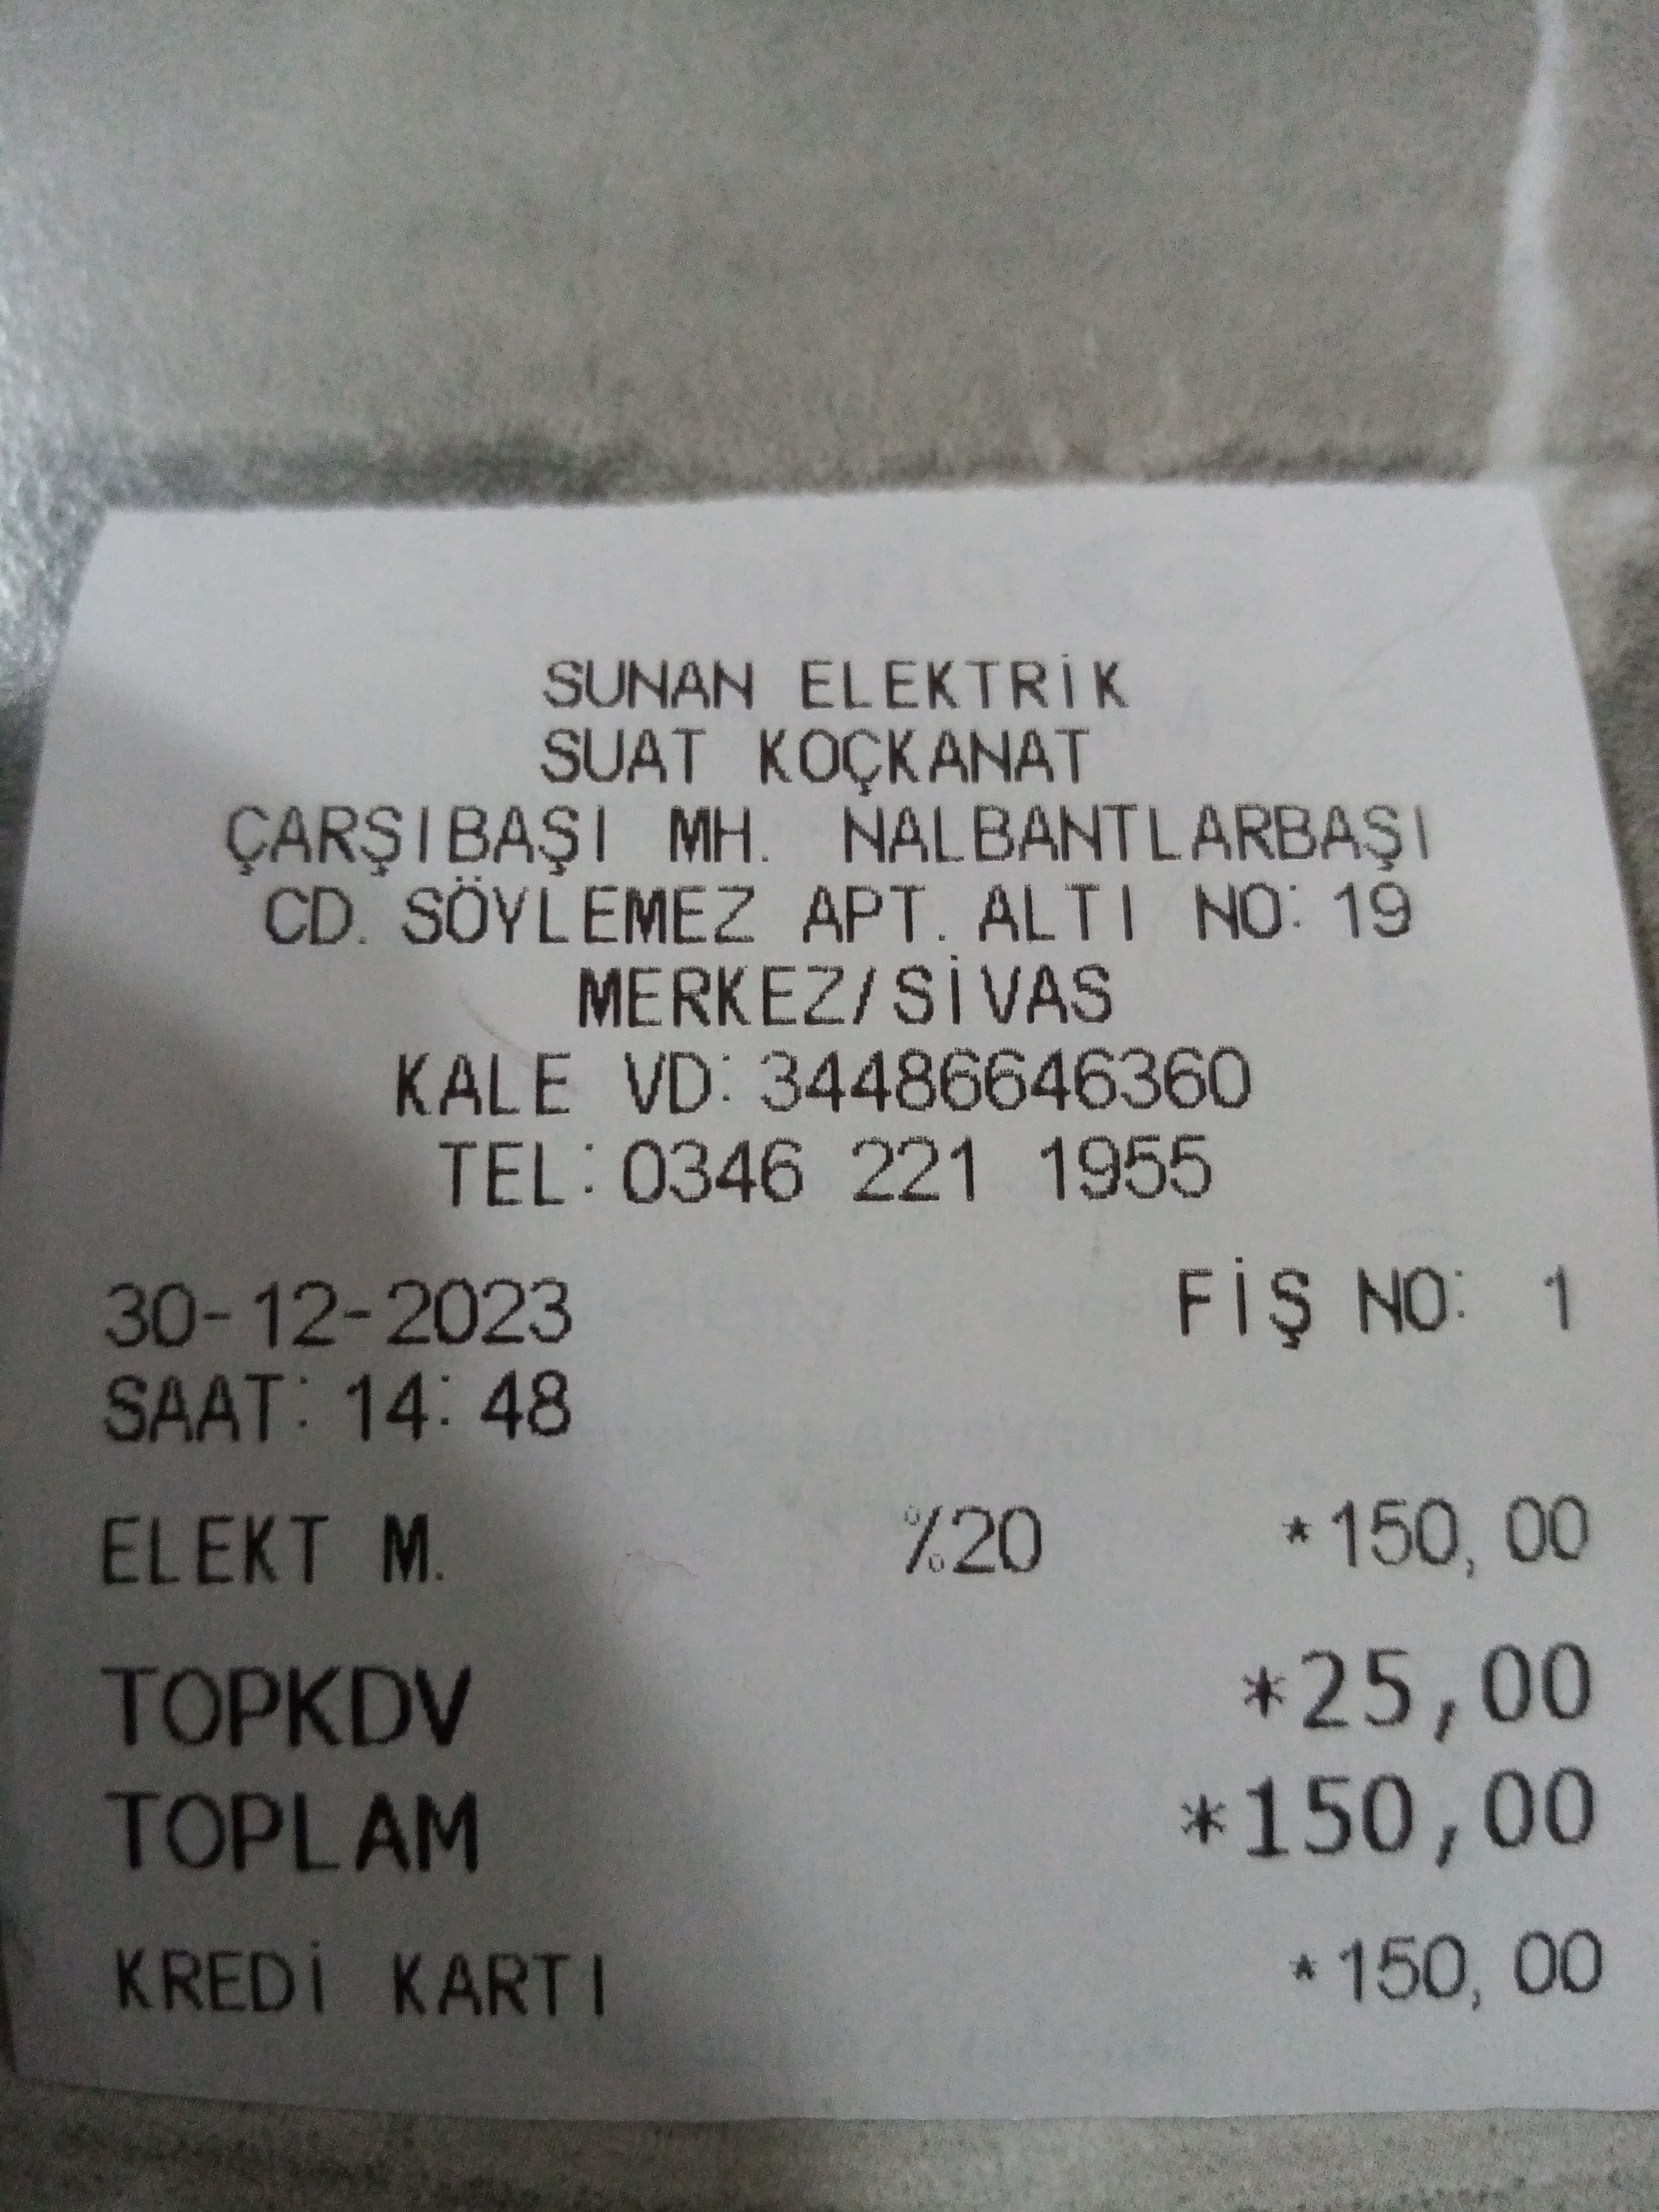 SUNAN ELEKTRİK
SUAT KOÇKANAT
ÇARŞIBAŞI MH. NALBANTLARBAŞI
CD. SÖYLEMEZ APT. ALTI NO: 19
MERKEZ/SİVAS
KALE VD: 34486646360
TEL: 0346 221 1955
30-12-2023 FİŞ NO: 1
SAAT: 14: 48
ELEKT M. %20 *150,00
TOPKDV *25,00
TOPLAM *150,00
KREDİ KARTI *150,00